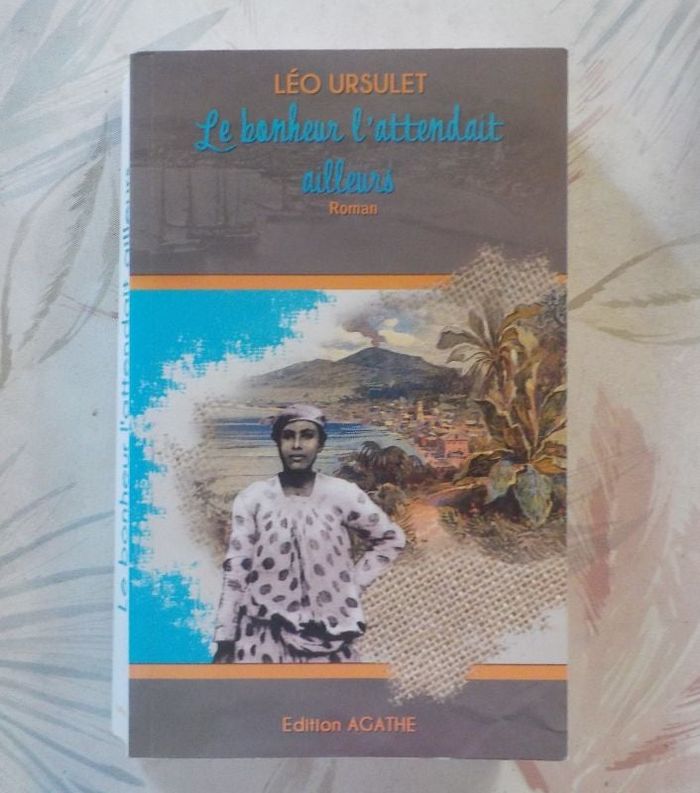 LÉO URSULET
Le bonheur l'attendait
ailleurs
Roman
Edition AGATHE
Le bonheur l'attendait ailleurs